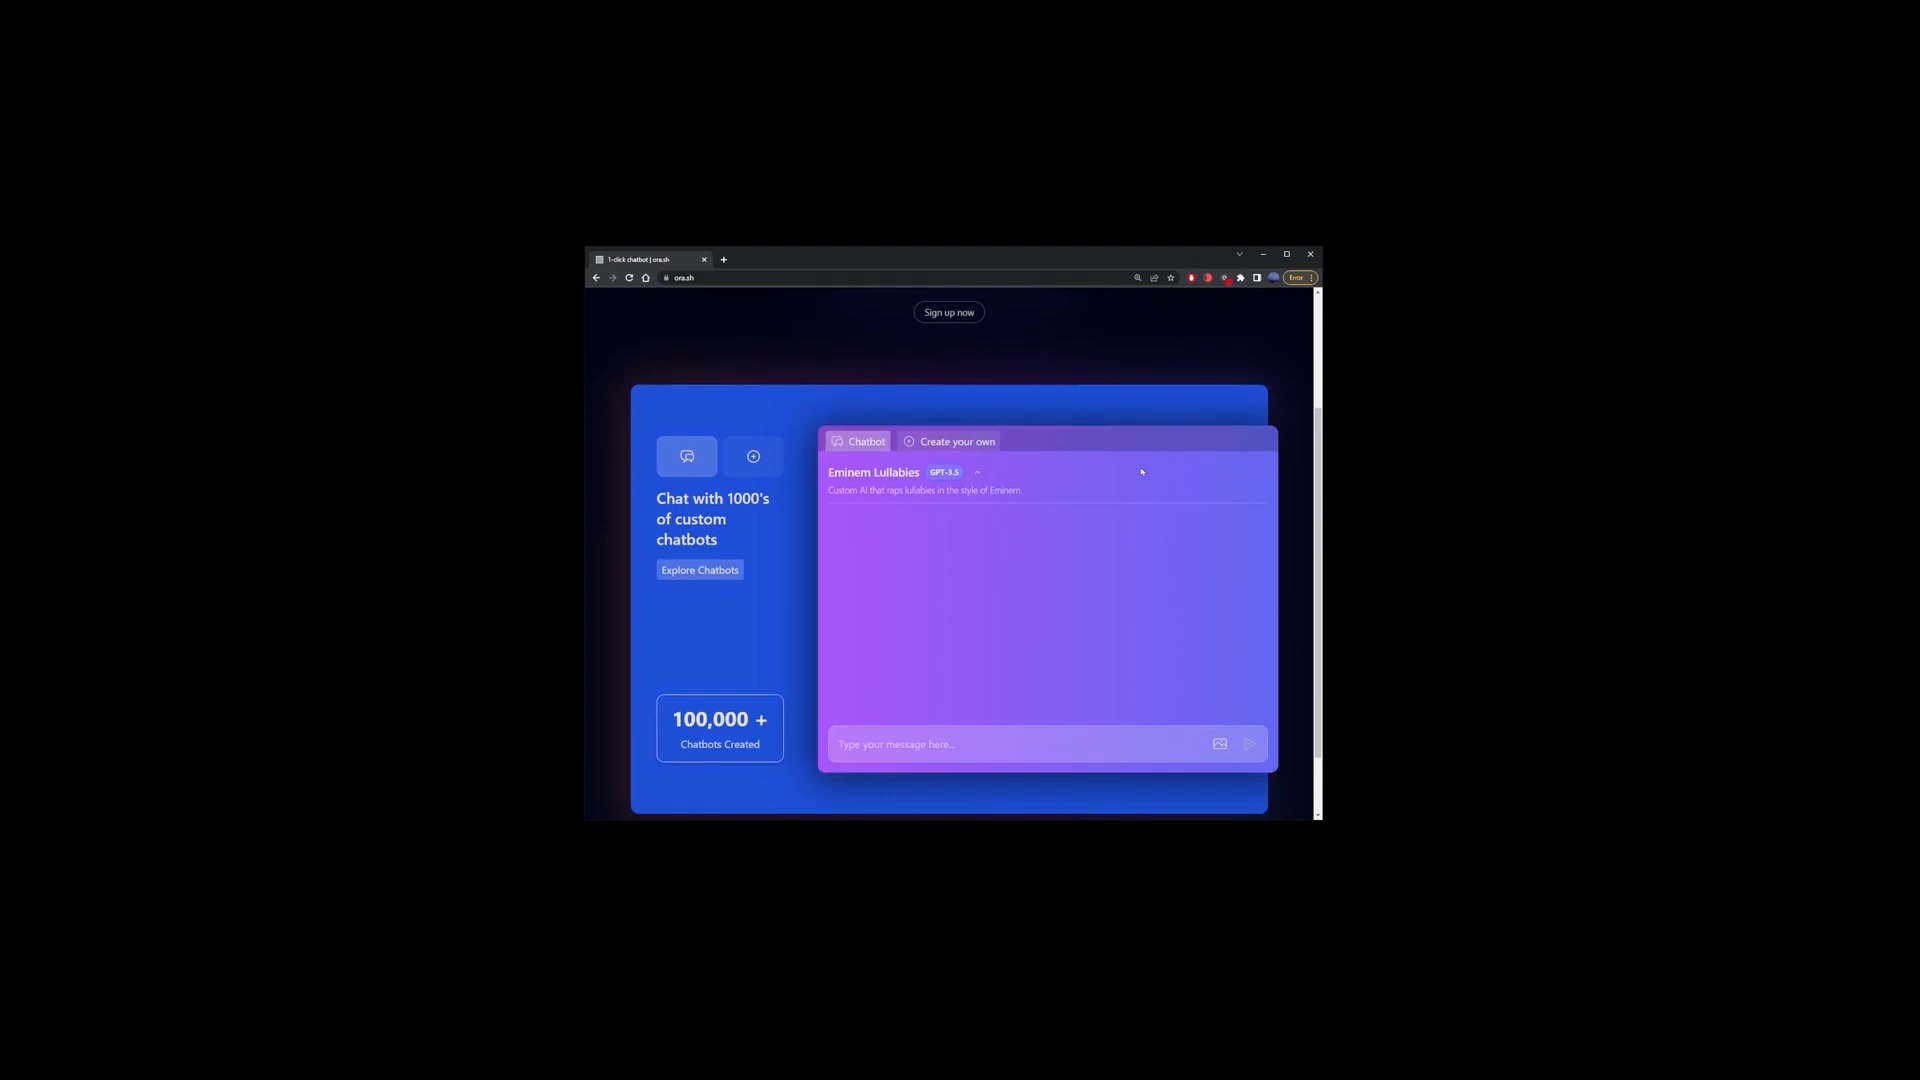 1-click chatbot | ora.sh
ora.sh
Error
Sign up now
Chat with 1000's
of custom
chatbots
Explore Chatbots
100,000 +
Chatbots Created
Chatbot
Create your own
Eminem Lullabies GPT-3.5
Custom AI that raps lullabies in the style of Eminem.
Type your message here...